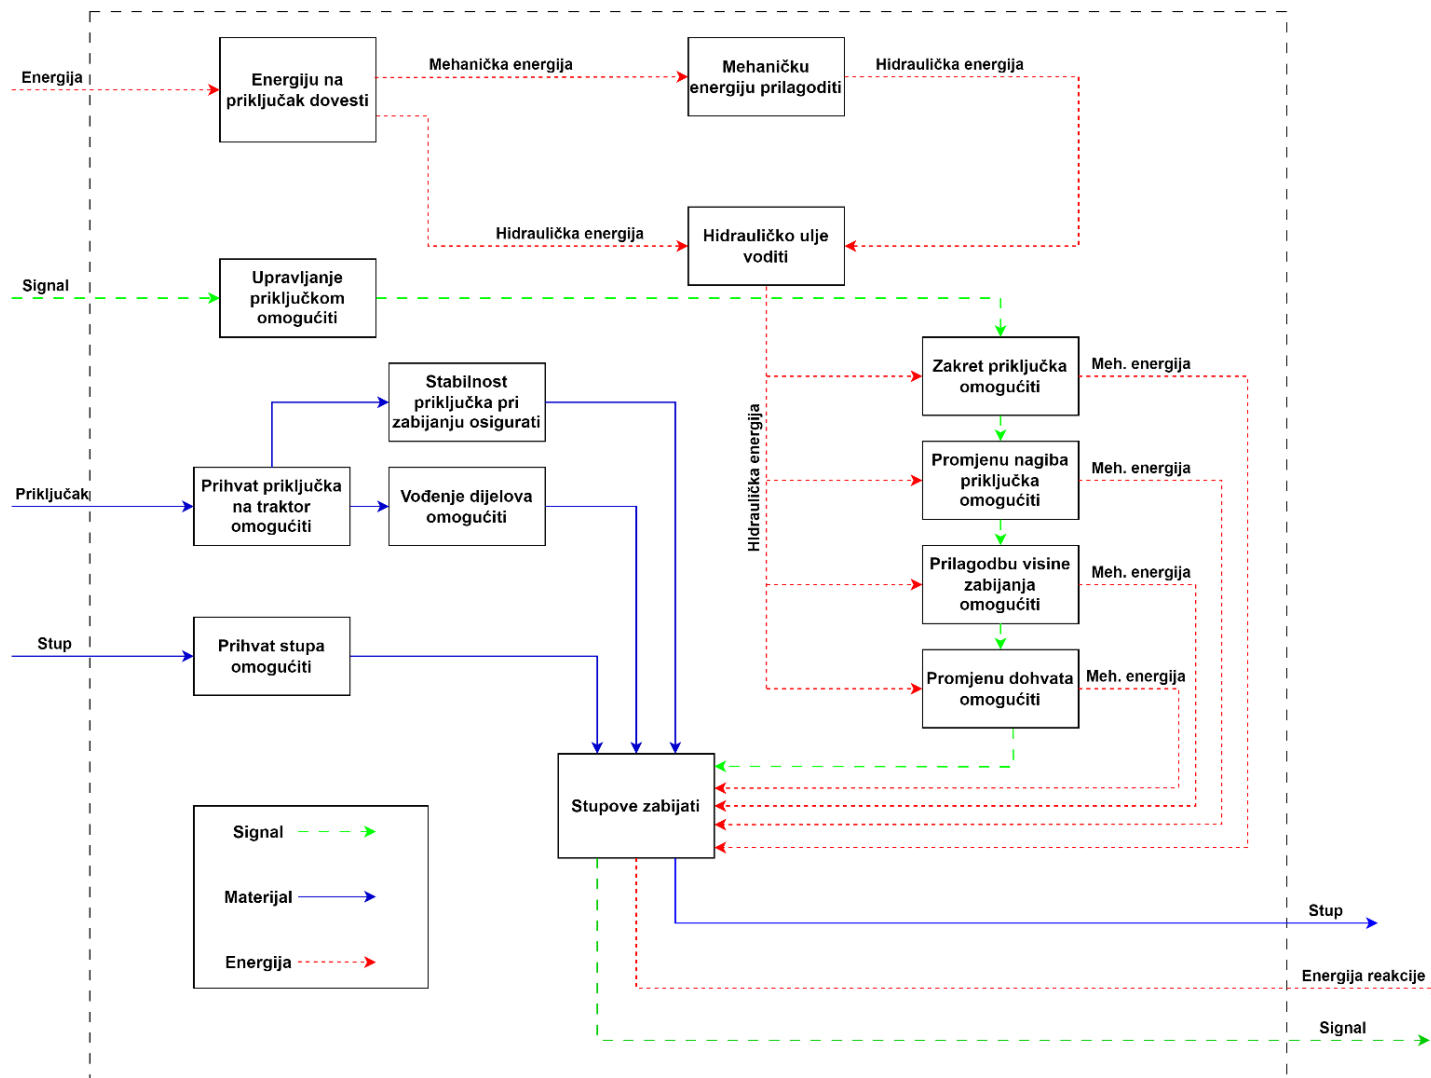 Energija
Energiju na
priključak dovesti
Mehanička energija
Mehaničku
energiju prilagoditi
Hidraulička energija
Hidraulička energija
Hidrauličko ulje
voditi
Signal
Upravljanje
priključkom
omogućiti
Zakret priključka
omogućiti
Meh. energija
Stabilnost
priključka pri
zabijanju osigurati
HIdraulička energija
Promjenu nagiba
priključka
omogućiti
Meh. energija
Priključak
Prihvat priključka
na traktor
omogućiti
Vođenje dijelova
omogućiti
Prilagodbu visine
zabijanja
omogućiti
Meh. energija
Stup
Prihvat stupa
omogućiti
Promjenu dohvata
omogućiti
Meh. energija
Stupove zabijati
Signal
Materijal
Energija
Stup
Energija reakcije
Signal